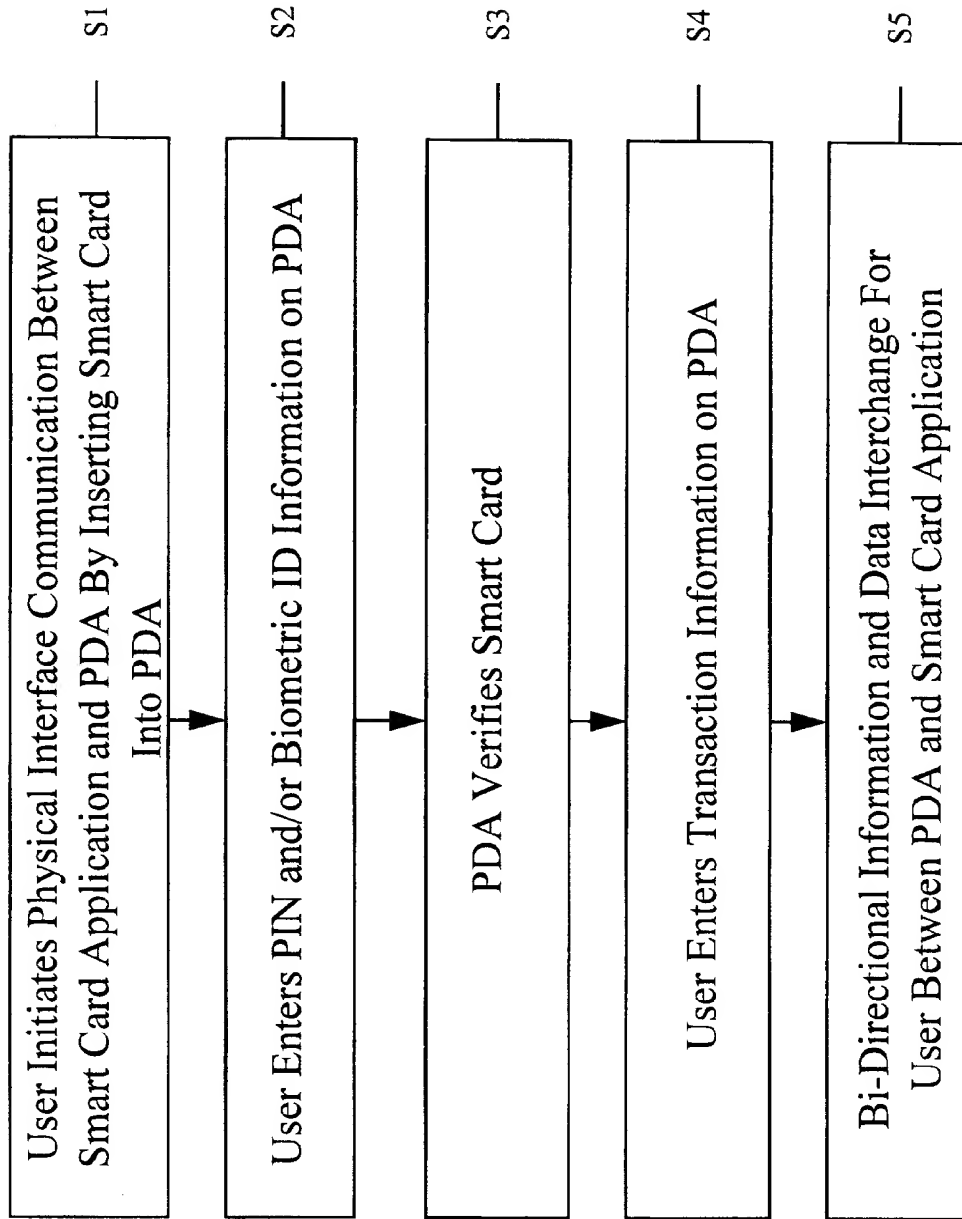 User Initiates Physical Interface Communication Between
Smart Card Application and PDA By Inserting Smart Card
Into PDA
S1
User Enters PIN and/or Biometric ID Information on PDA
S2
PDA Verifies Smart Card
S3
User Enters Transaction Information on PDA
S4
Bi-Directional Information and Data Interchange For
User Between PDA and Smart Card Application
S5